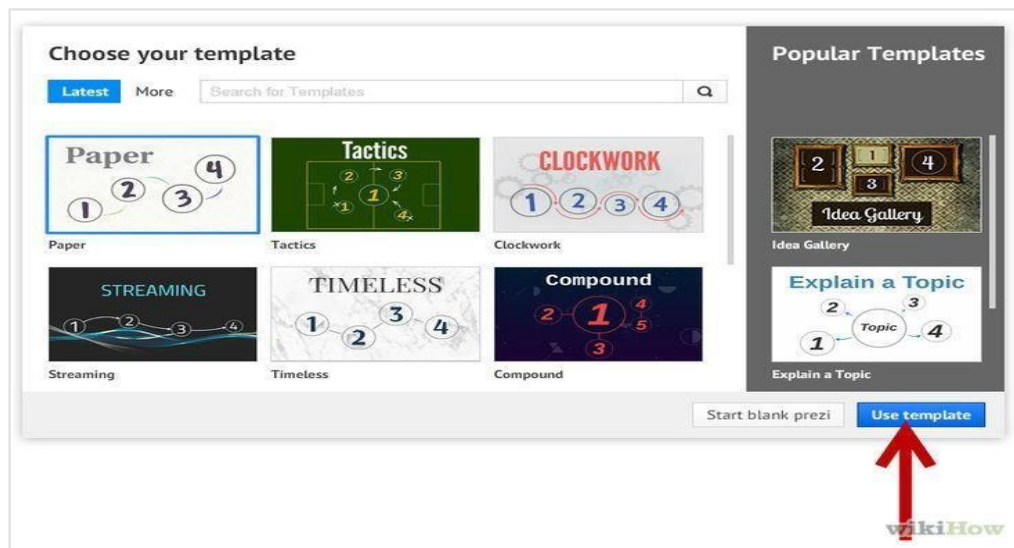 Choose your template
Popular Templates
Latest More Search for Templates
Paper
1 2 3 4
Paper
Tactics
2 3
1 1 4
Tactics
CLOCKWORK
1 2 3 4
Clockwork
2 1 4
3
Idea Gallery
Idea Gallery
STREAMING
1 2 3 4
Streaming
TIMELESS
1 2 3 4
Timeless
Compound
2 1 4
5
3
Compound
Explain a Topic
2 3
Topic
1 4
Explain a Topic
Start blank prezi Use template
wikiHow